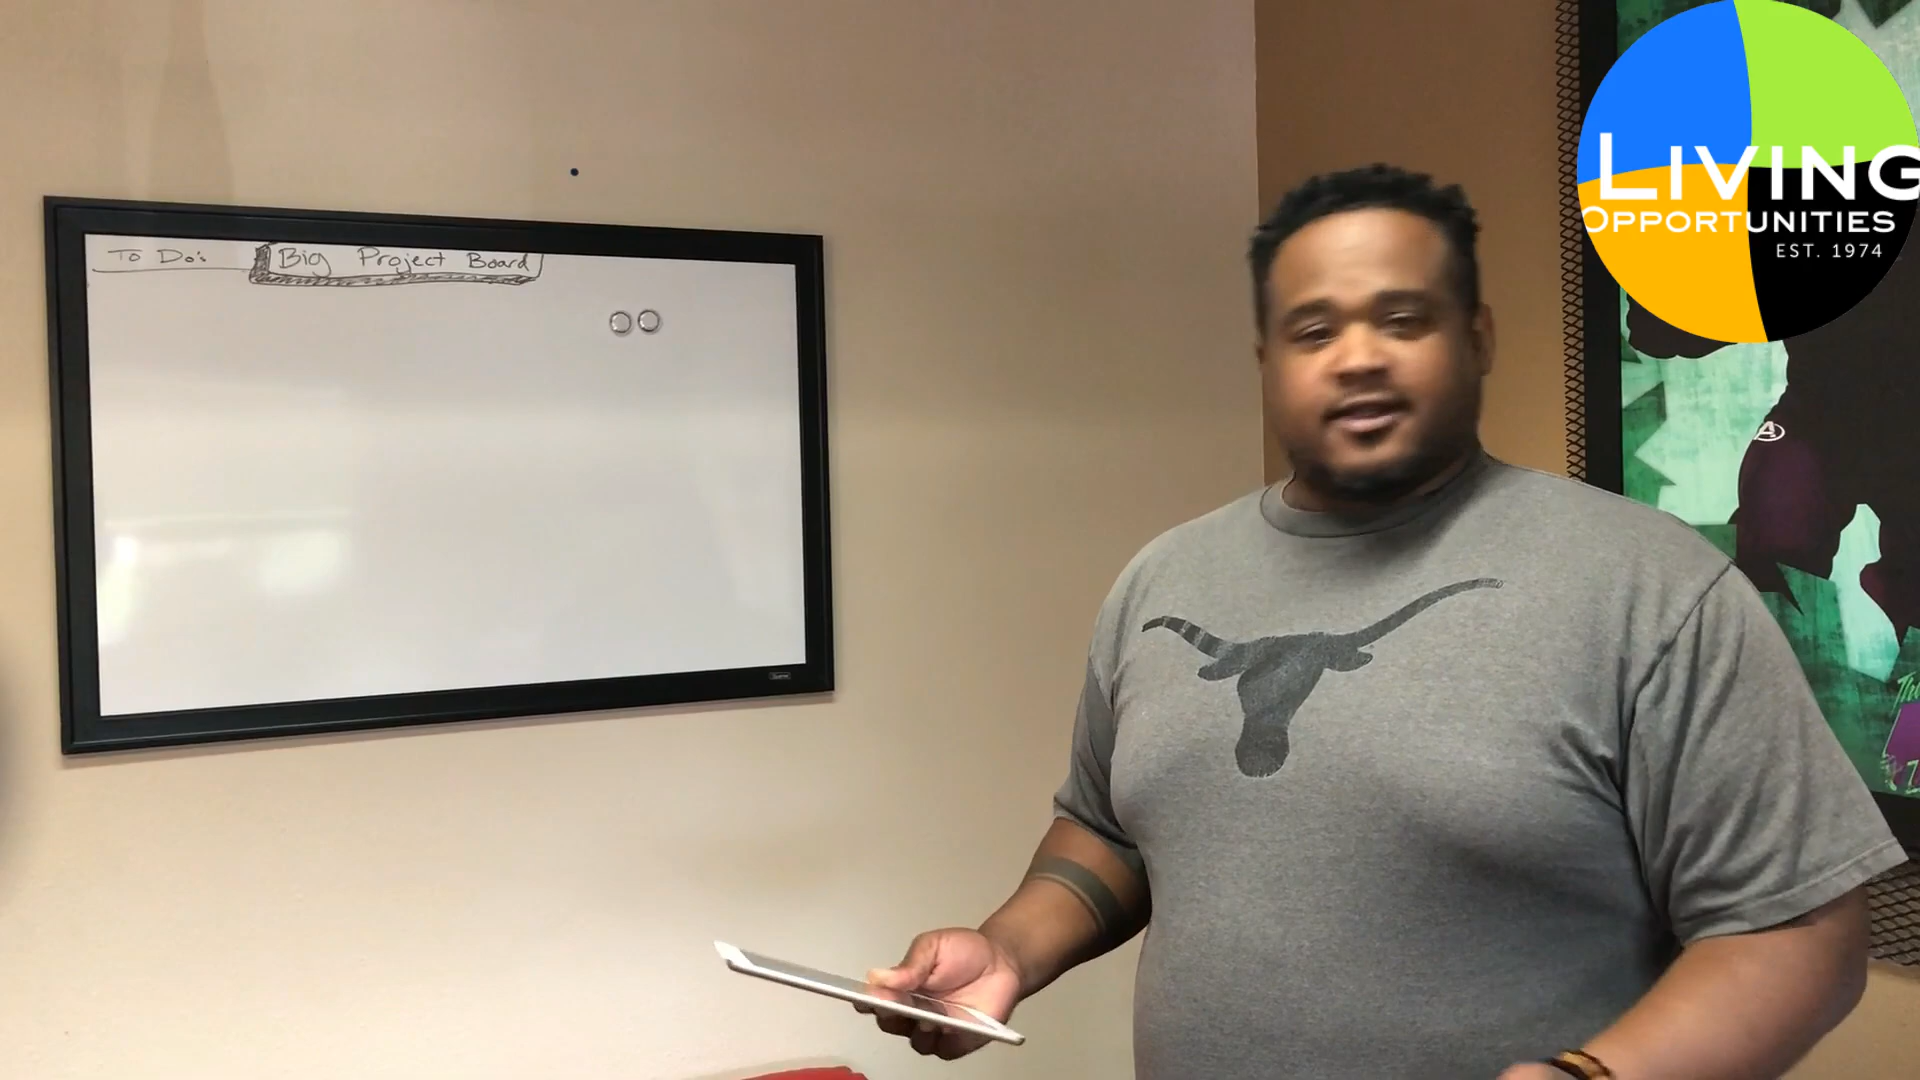 To Do's
Big Project Board
LIVING
OPPORTUNITIES
EST. 1974